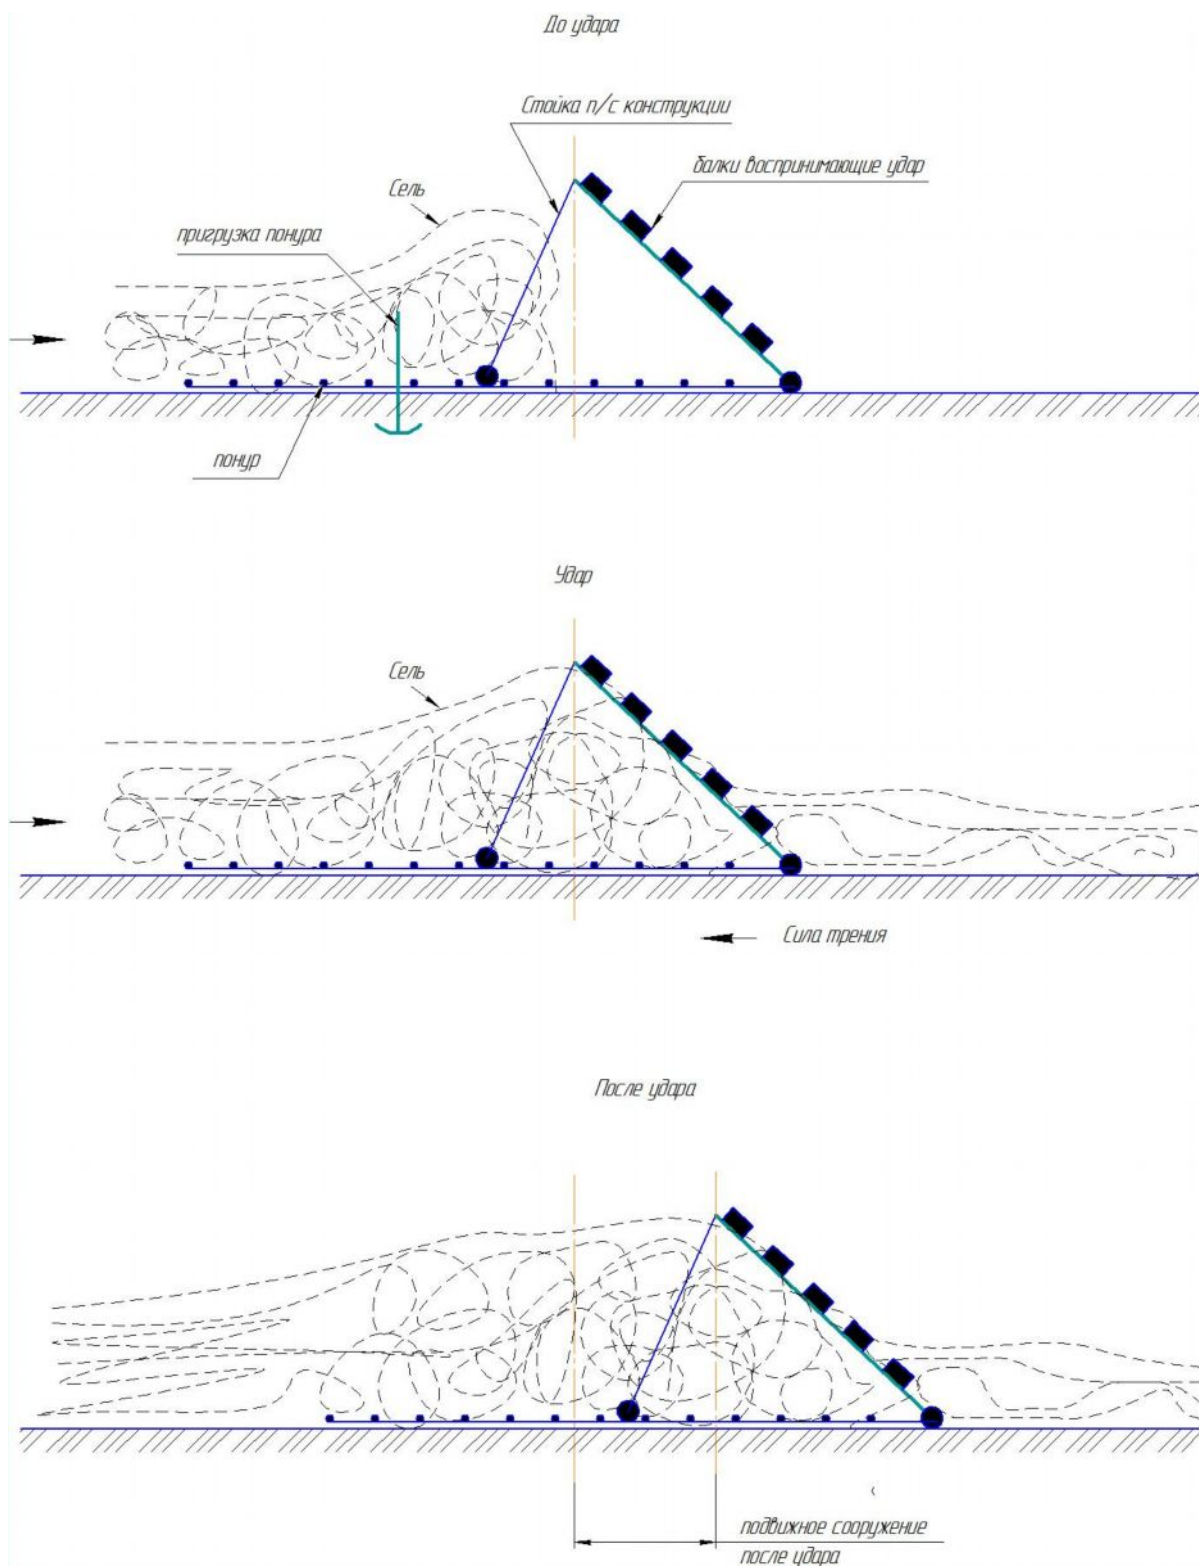 До удара
Стойка п/с конструкции
балки воспринимающие удар
Сель
пригрузка понура
понур
Удар
Сель
Сила трения
После удара
подвижное сооружение
после удара